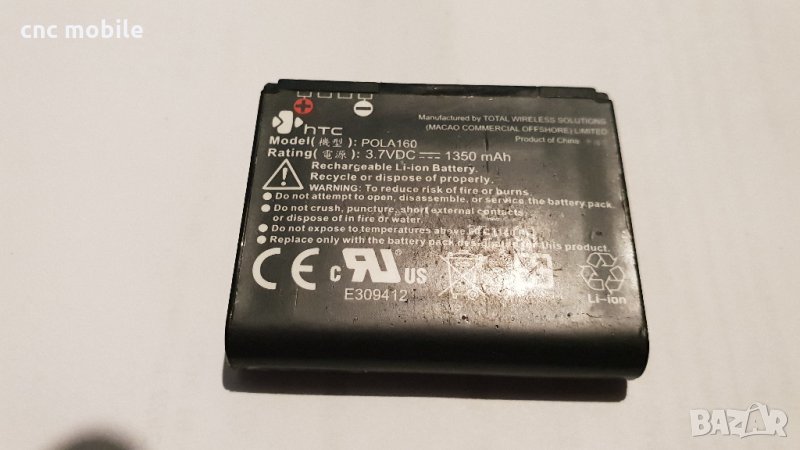 cnc mobile
hTC
Manufactured by TOTAL WIRELESS SOLUTIONS
(MACAO COMMERCIAL OFFSHORE) LIMITED
Product of China
Model(機型) POLA160
Rating(電源) 3.7VDC 1350 mAh
Rechargeable Li-ion Battery.
Recycle or dispose of properly.
WARNING: To reduce risk of fire or burns.
Do not attempt to open, disassemble, or service the battery pack.
Do not crush, puncture, short external contacts,
or dispose in fire or water.
Do not expose to temperatures above
Replace only with the battery pack designated for this product.
CE c RU US
E309412
Li-ion
BAZAR